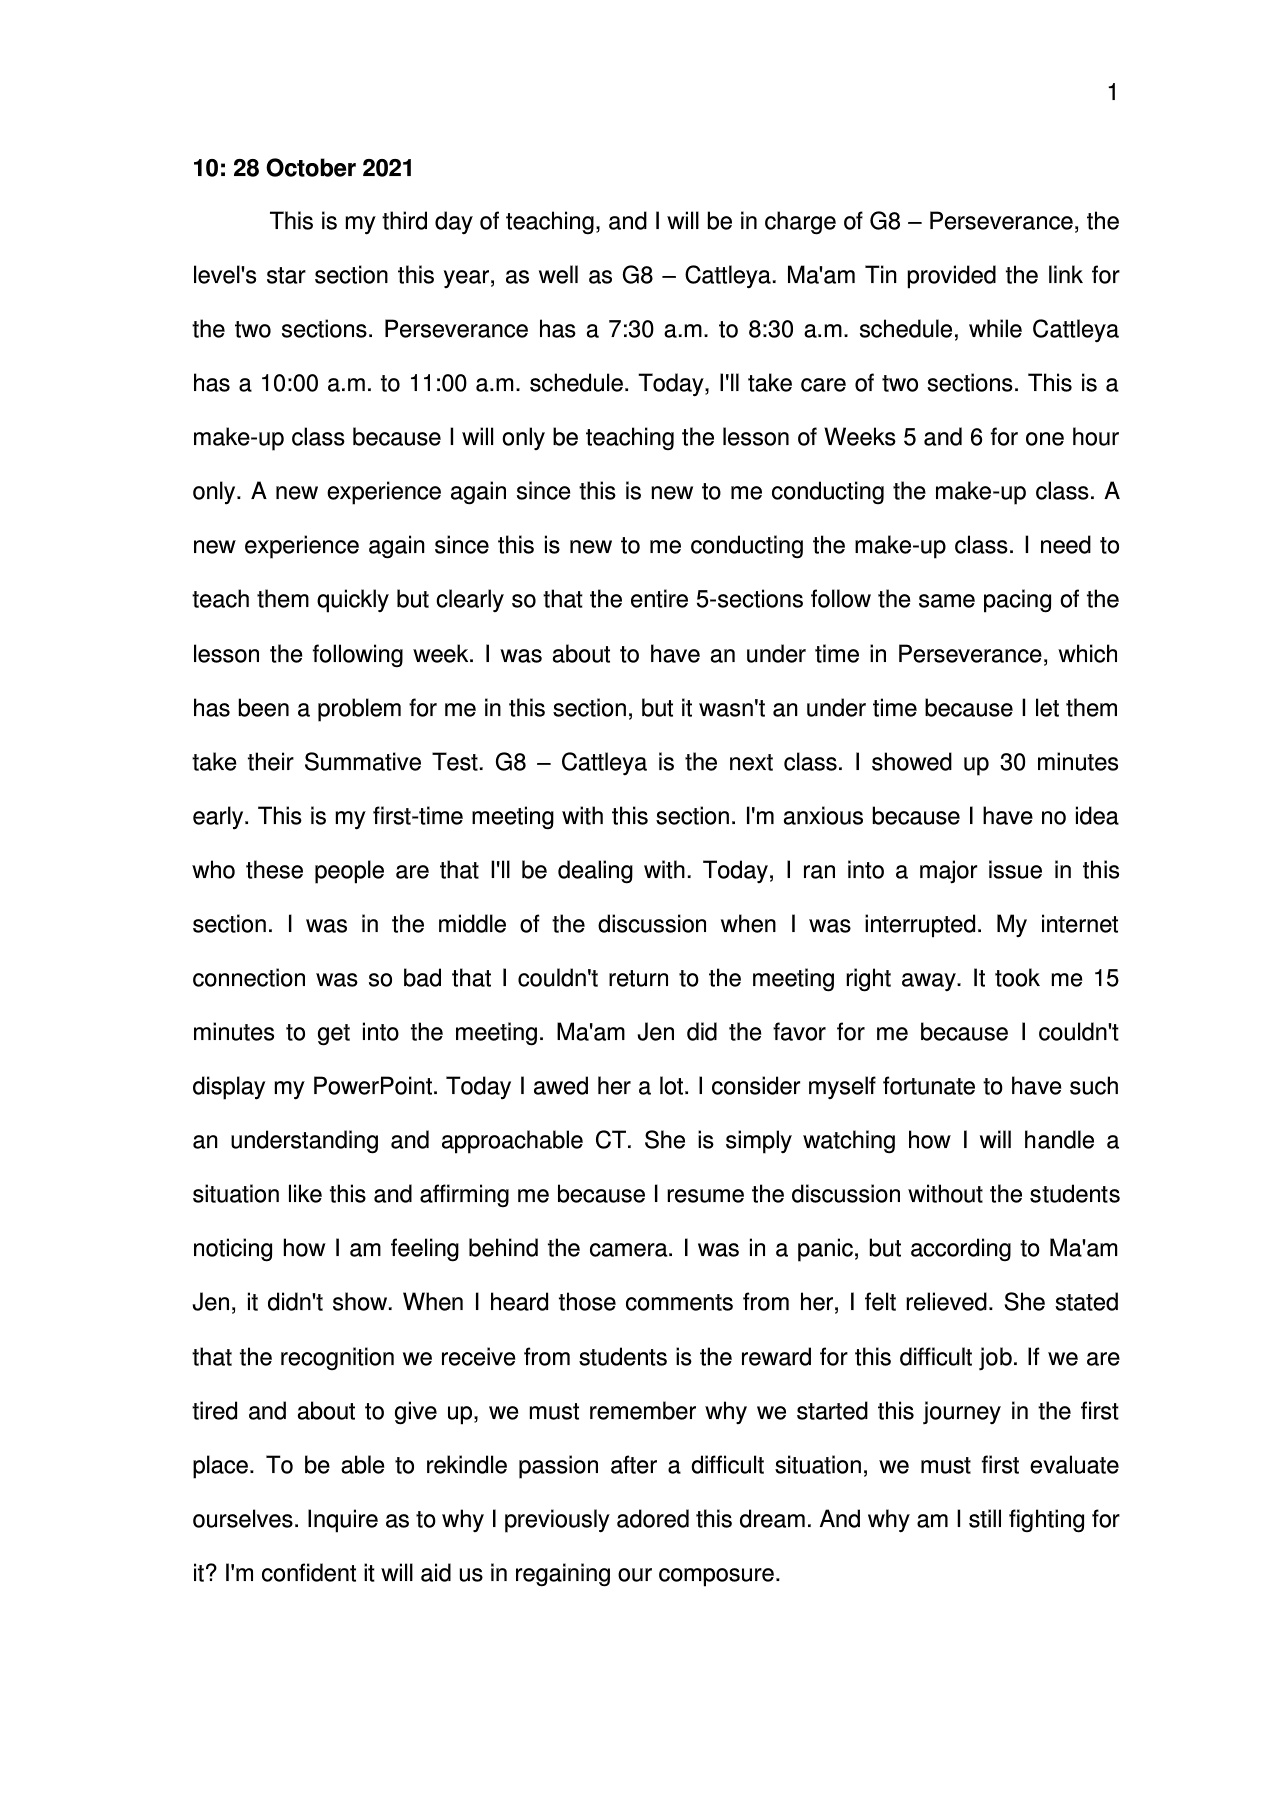 1
10: 28 October 2021
This is my third day of teaching, and I will be in charge of G8 – Perseverance, the
level's star section this year, as well as G8 – Cattleya. Ma'am Tin provided the link for
the two sections. Perseverance has a 7:30 a.m. to 8:30 a.m. schedule, while Cattleya
has a 10:00 a.m. to 11:00 a.m. schedule. Today, I'll take care of two sections. This is a
make-up class because I will only be teaching the lesson of Weeks 5 and 6 for one hour
only. A new experience again since this is new to me conducting the make-up class. A
new experience again since this is new to me conducting the make-up class. I need to
teach them quickly but clearly so that the entire 5-sections follow the same pacing of the
lesson the following week. I was about to have an under time in Perseverance, which
has been a problem for me in this section, but it wasn't an under time because I let them
take their Summative Test. G8 – Cattleya is the next class. I showed up 30 minutes
early. This is my first-time meeting with this section. I'm anxious because I have no idea
who these people are that I'll be dealing with. Today, I ran into a major issue in this
section. I was in the middle of the discussion when I was interrupted. My internet
connection was so bad that I couldn't return to the meeting right away. It took me 15
minutes to get into the meeting. Ma'am Jen did the favor for me because I couldn't
display my PowerPoint. Today I awed her a lot. I consider myself fortunate to have such
an understanding and approachable CT. She is simply watching how I will handle a
situation like this and affirming me because I resume the discussion without the students
noticing how I am feeling behind the camera. I was in a panic, but according to Ma'am
Jen, it didn't show. When I heard those comments from her, I felt relieved. She stated
that the recognition we receive from students is the reward for this difficult job. If we are
tired and about to give up, we must remember why we started this journey in the first
place. To be able to rekindle passion after a difficult situation, we must first evaluate
ourselves. Inquire as to why I previously adored this dream. And why am I still fighting for
it? I'm confident it will aid us in regaining our composure.